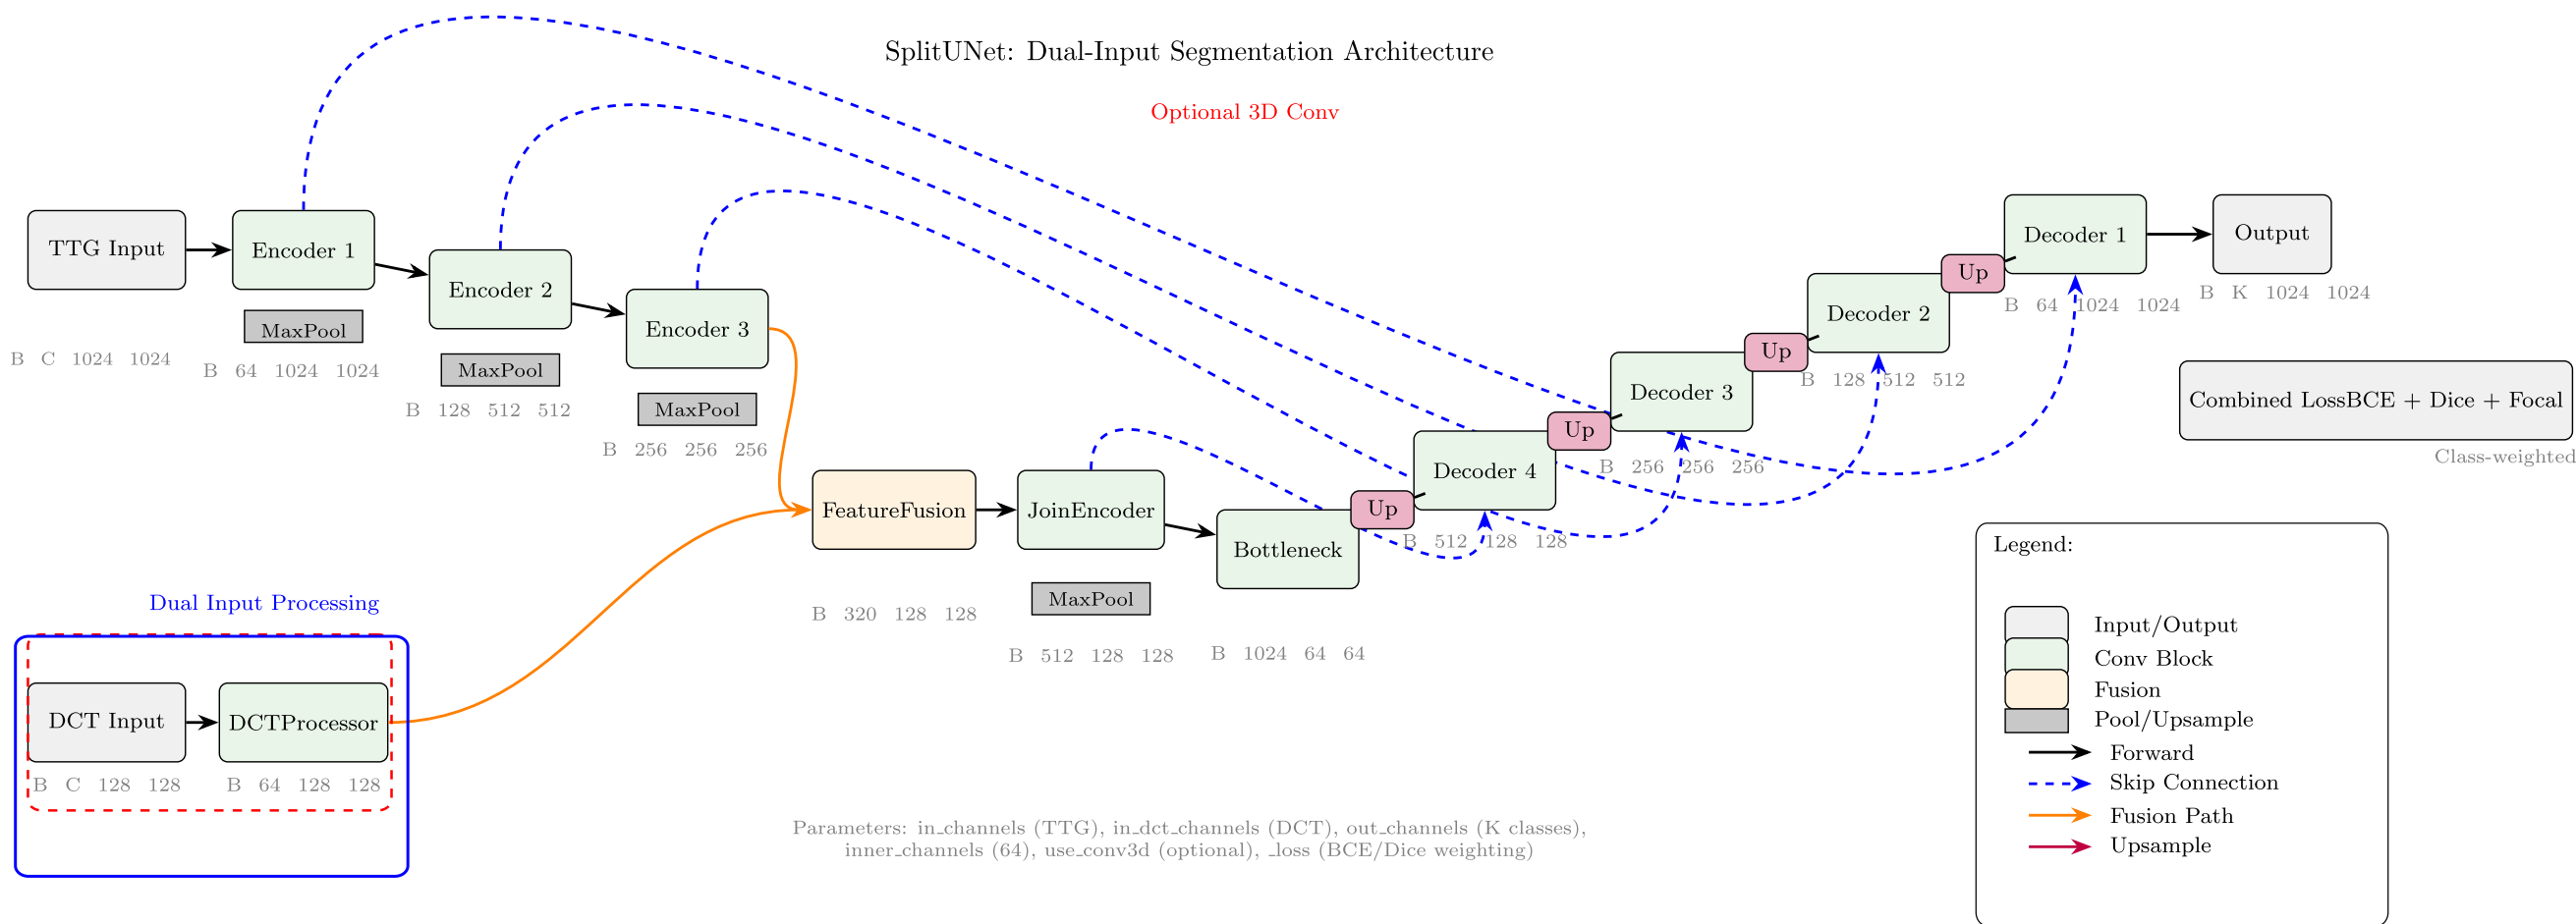 SplitUNet: Dual-Input Segmentation Architecture
Optional 3D Conv
TTG Input
B C 1024 1024
Encoder 1
MaxPool
B 64 1024 1024
Encoder 2
MaxPool
B 128 512 512
Encoder 3
MaxPool
B 256 256 256
Dual Input Processing
DCT Input
B C 128 128
DCTProcessor
B 64 128 128
FeatureFusion
B 320 128 128
JoinEncoder
MaxPool
B 512 128 128
Bottleneck
B 1024 64 64
Up
Decoder 4
B 512 128 128
Up
Decoder 3
B 256 256 256
Up
Decoder 2
B 128 512 512
Up
Decoder 1
B 64 1024 1024
Output
B K 1024 1024
Combined LossBCE + Dice + Focal
Class-weighted
Legend:
Input/Output
Conv Block
Fusion
Pool/Upsample
Forward
Skip Connection
Fusion Path
Upsample
Parameters: in_channels (TTG), in_dct_channels (DCT), out_channels (K classes),
inner_channels (64), use_conv3d (optional), _loss (BCE/Dice weighting)